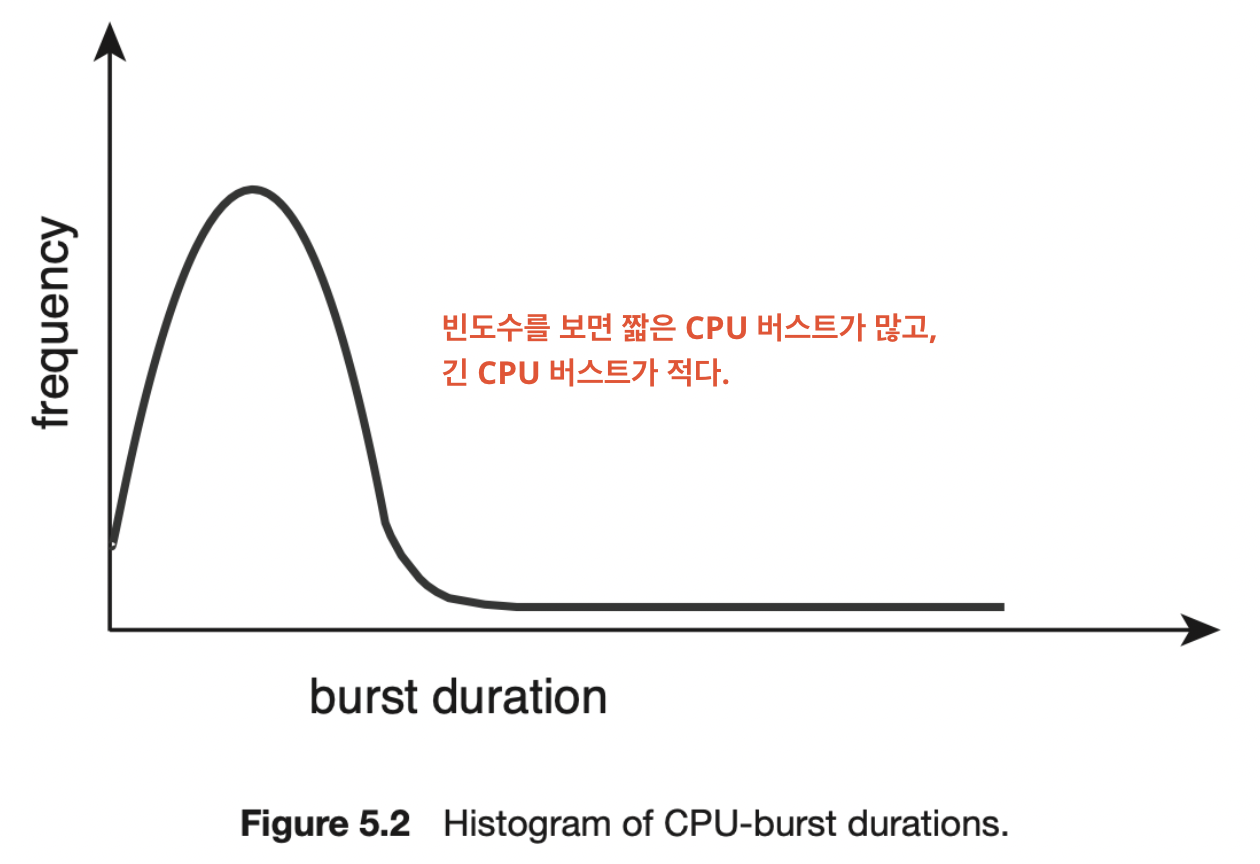 frequency
빈도수를 보면 짧은 CPU 버스트가 많고,
긴 CPU 버스트가 적다.
burst duration
Figure 5.2 Histogram of CPU-burst durations.